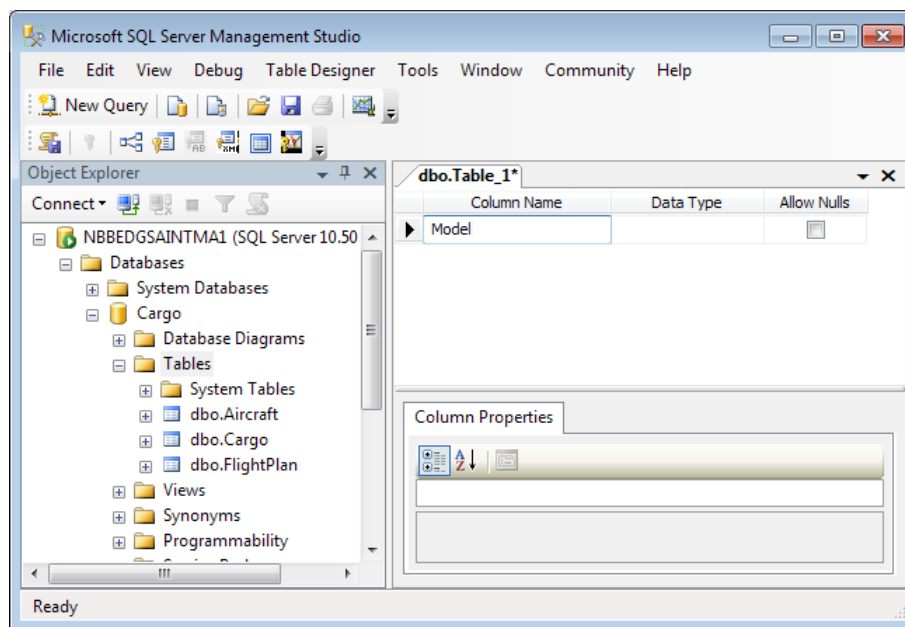 Microsoft SQL Server Management Studio
File Edit View Debug Table Designer Tools Window Community Help
New Query
Object Explorer
Connect
NBBEDGSAINTMA1 (SQL Server 10.50
Databases
System Databases
Cargo
Database Diagrams
Tables
System Tables
dbo.Aircraft
dbo.Cargo
dbo.FlightPlan
Views
Synonyms
Programmability
dbo.Table_1*
Column Name Data Type Allow Nulls
Model
Column Properties
Ready